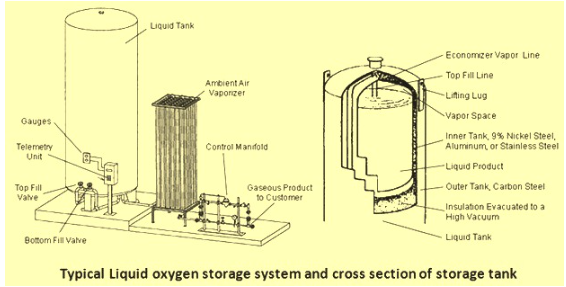 Liquid Tank
Ambient Air
Vaporizer
Gauges
Telemetry
Unit
Control Manifold
Top Fill
Valve
Gaseous Product
to Customer
Bottom Fill Valve
Economizer Vapor Line
Top Fill Line
Lifting Lug
Vapor Space
Inner Tank, 9% Nickel Steel,
Aluminum, or Stainless Steel
Liquid Product
Outer Tank, Carbon Steel
Insulation Evacuated to a
High Vacuum
Liquid Tank
Typical Liquid oxygen storage system and cross section of storage tank